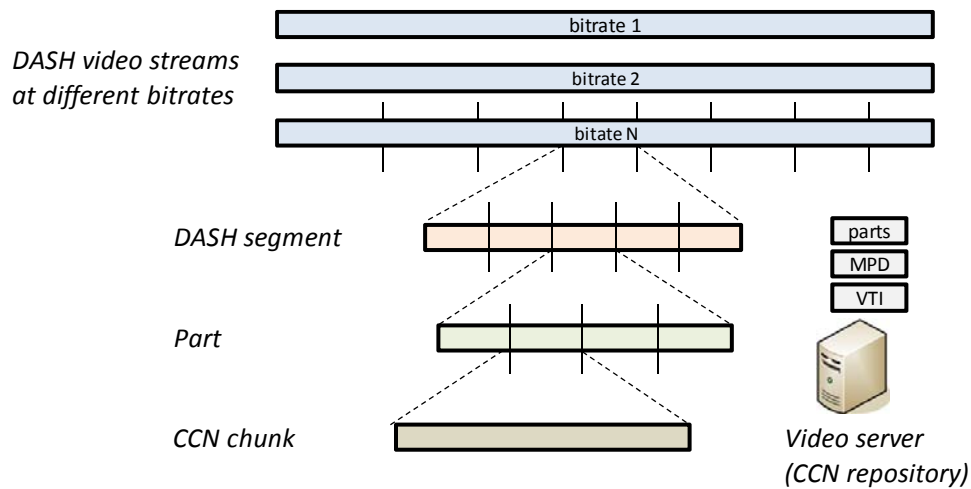 bitrate 1
DASH video streams
at different bitrates
bitrate 2
bitate N
DASH segment
parts
MPD
VTI
Part
CCN chunk
Video server
(CCN repository)